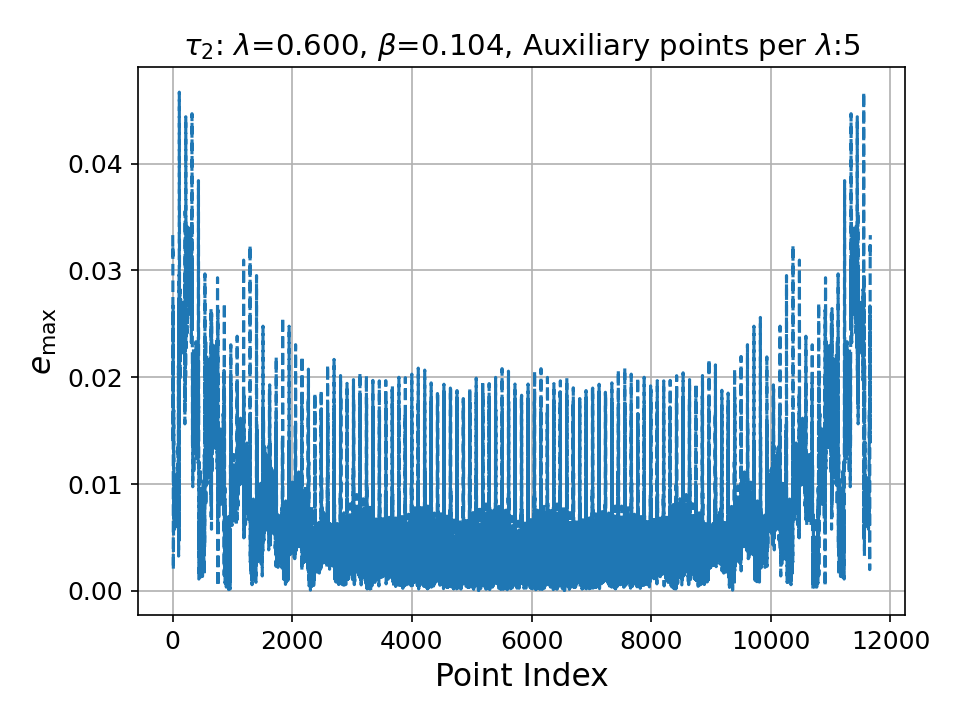 τ₂: λ=0.600, β=0.104, Auxiliary points per λ:5
e_max
0.04
0.03
0.02
0.01
0.00
0 2000 4000 6000 8000 10000 12000
Point Index